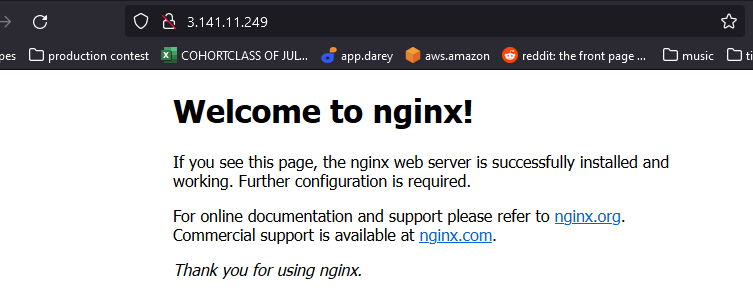 3.141.11.249
pes production contest COHORTCLASS OF JUL... app.darey aws.amazon reddit: the front page ... music ti
Welcome to nginx!
If you see this page, the nginx web server is successfully installed and
working. Further configuration is required.
For online documentation and support please refer to nginx.org.
Commercial support is available at nginx.com.
Thank you for using nginx.